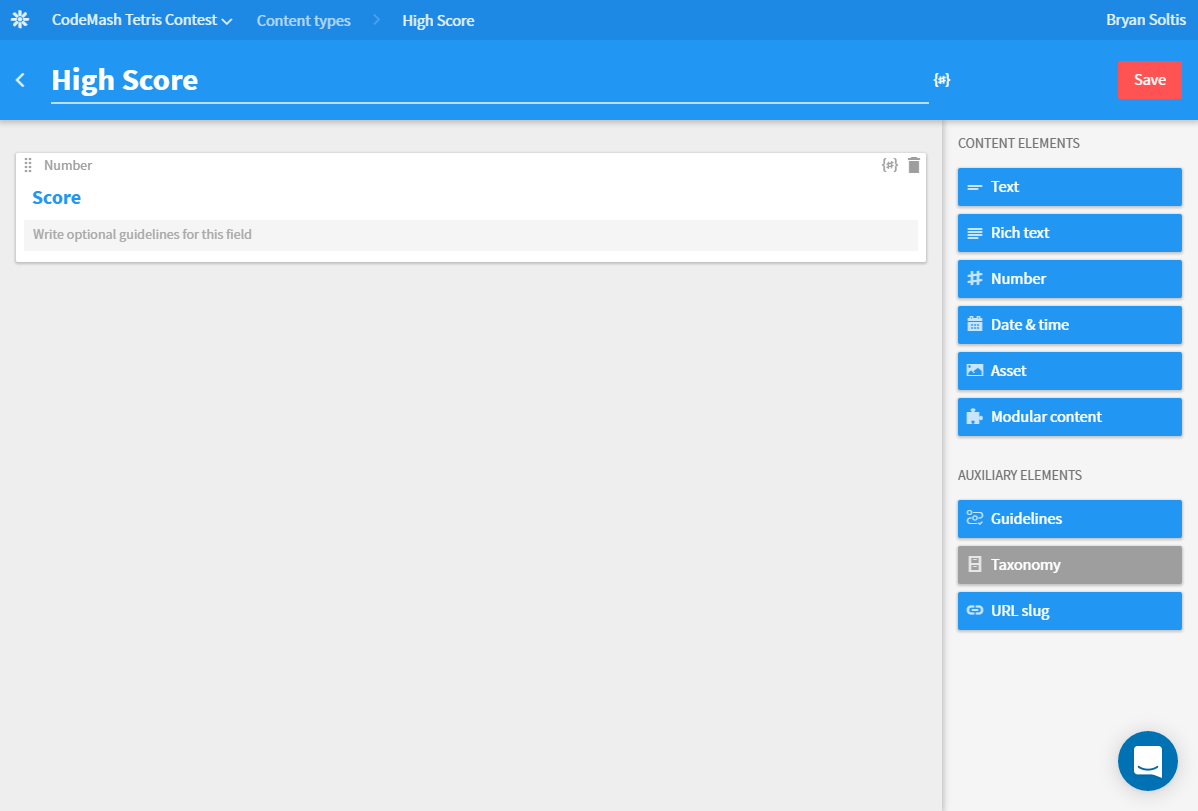 CodeMash Tetris Contest Content types High Score Bryan Soltis
High Score {#} Save
Number {#}
Score
Write optional guidelines for this field
CONTENT ELEMENTS
Text
Rich text
Number
Date & time
Asset
Modular content
AUXILIARY ELEMENTS
Guidelines
Taxonomy
URL slug